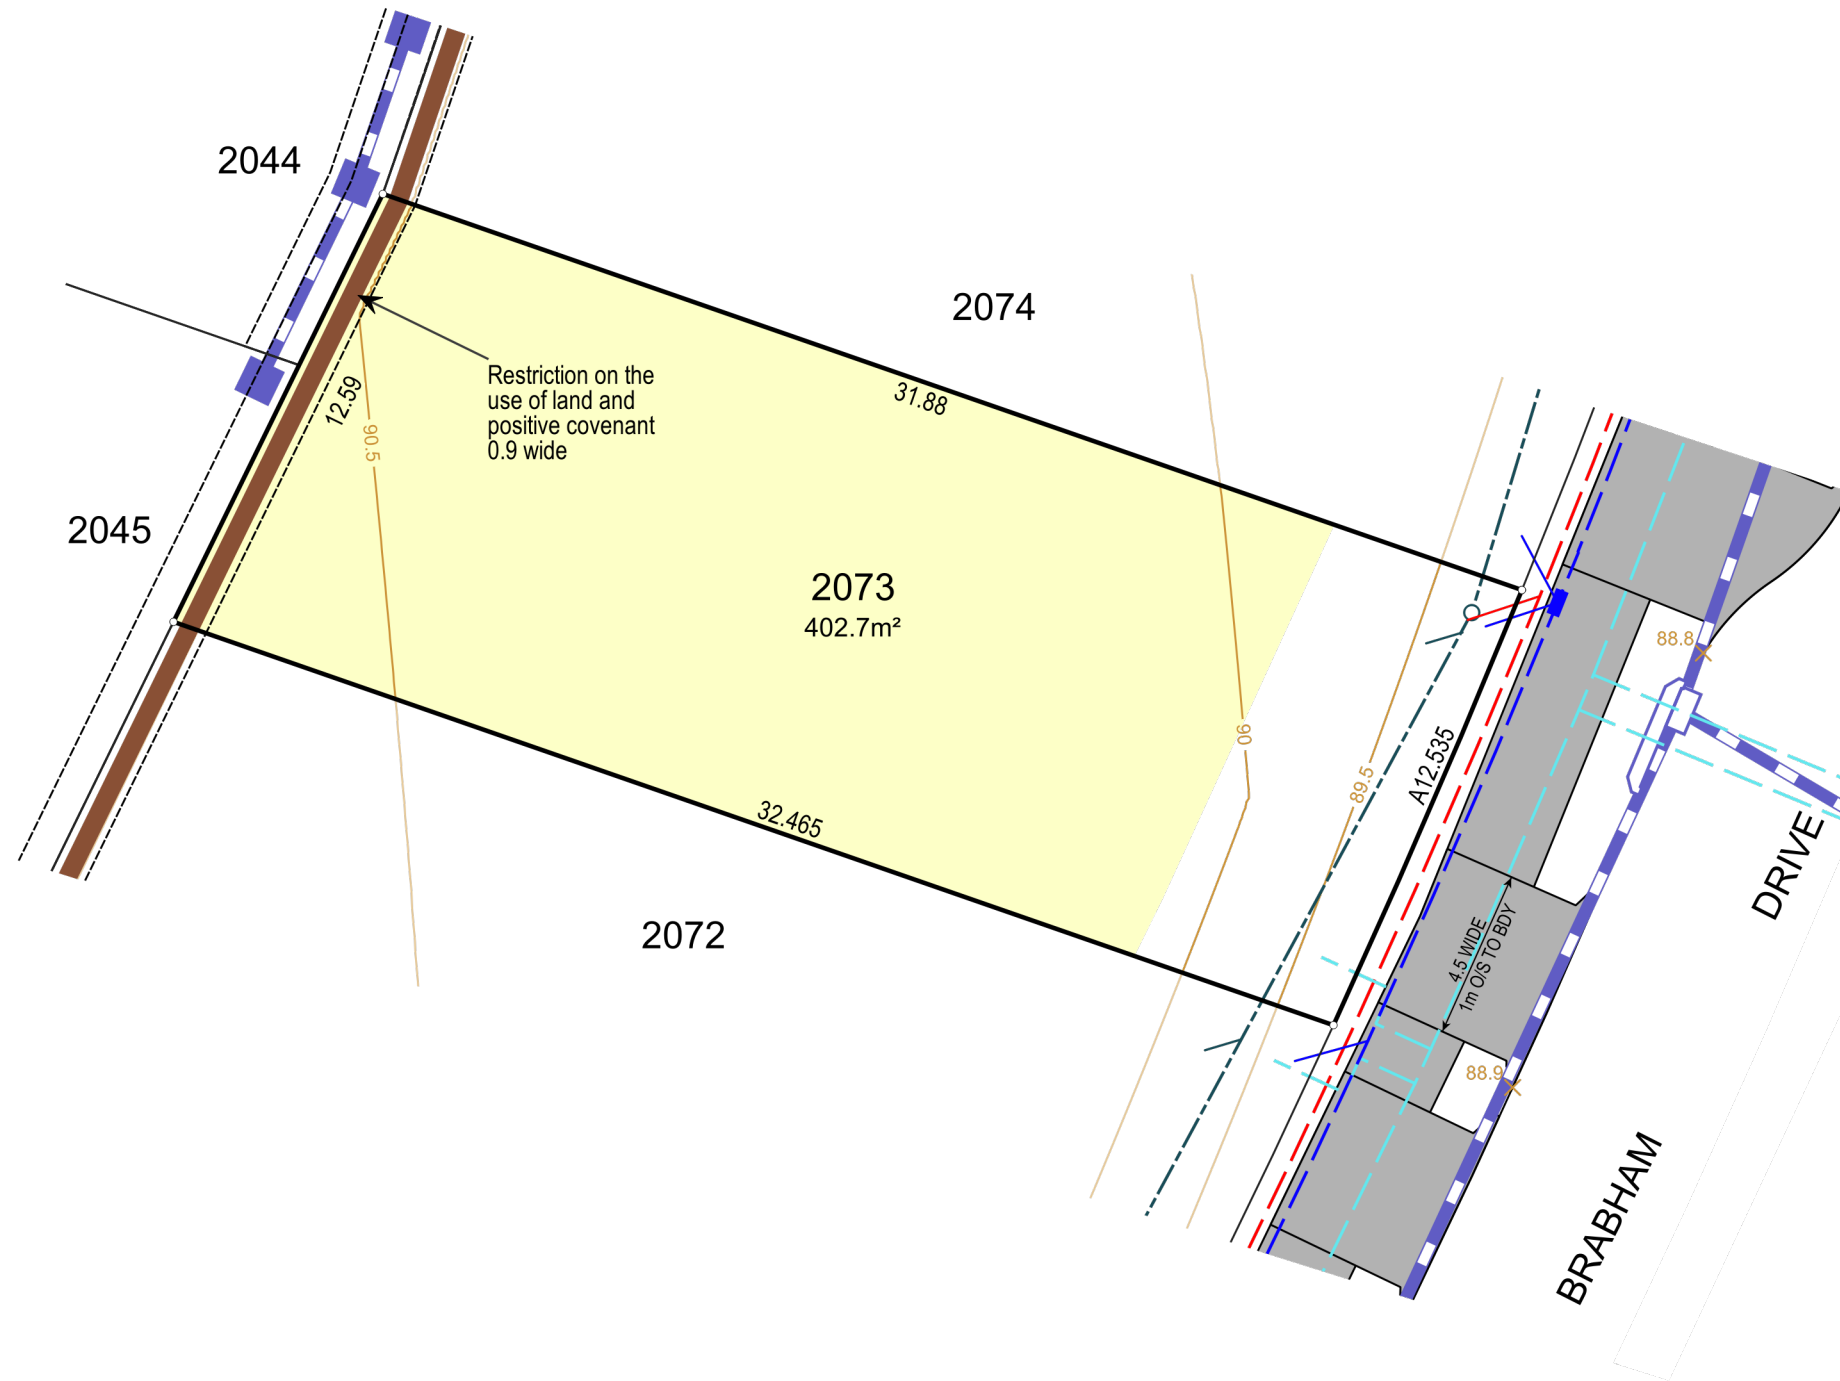 2044
2074
Restriction on the
use of land and
positive covenant
0.9 wide
12.59
90.5
31.88
2045
2073
402.7m²
88.8
90
89.5
A12.535
32.465
DRIVE
2072
4.5 WIDE
1m O/S TO BDY
88.9
BRABHAM